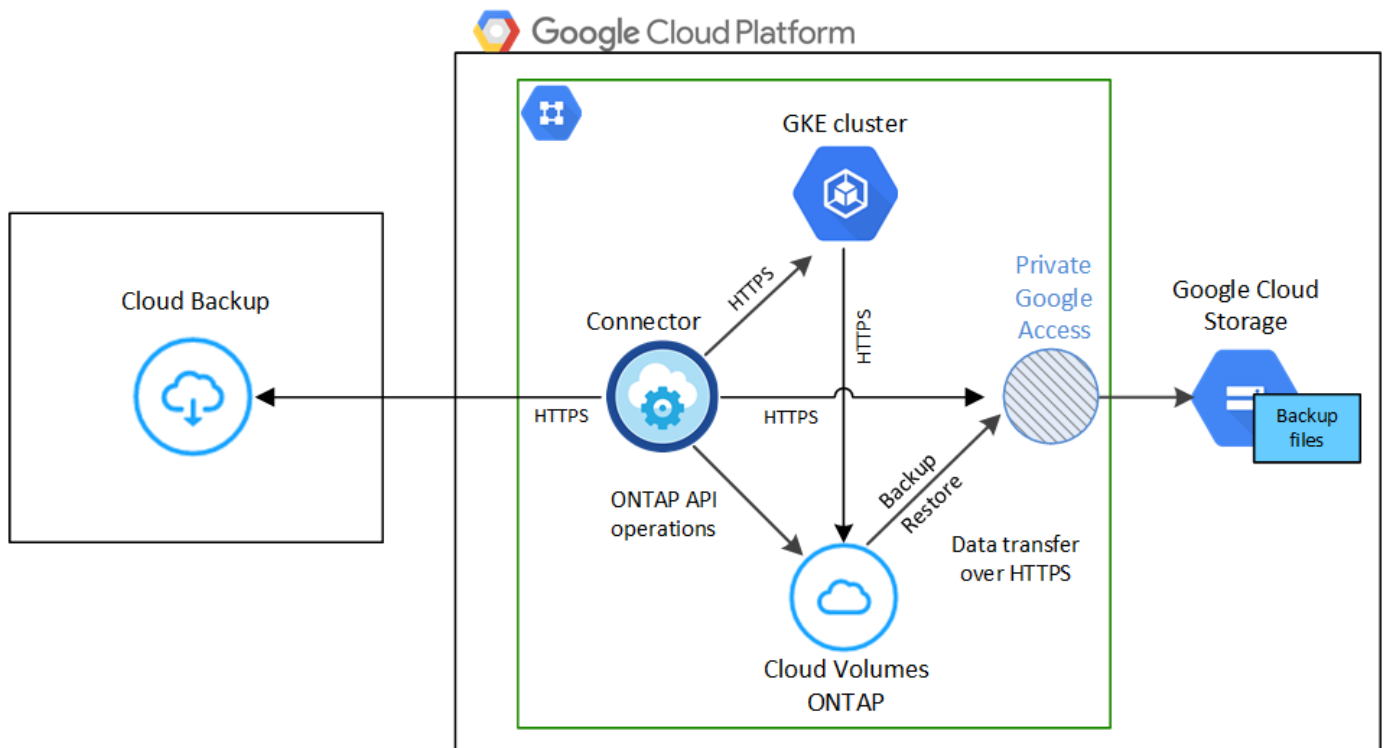 Google Cloud Platform
GKE cluster
Cloud Backup
Connector
HTTPS
HTTPS
Private
Google
Access
Google Cloud
Storage
HTTPS
HTTPS
Backup
files
ONTAP API
operations
Backup
Restore
Data transfer
over HTTPS
Cloud Volumes
ONTAP